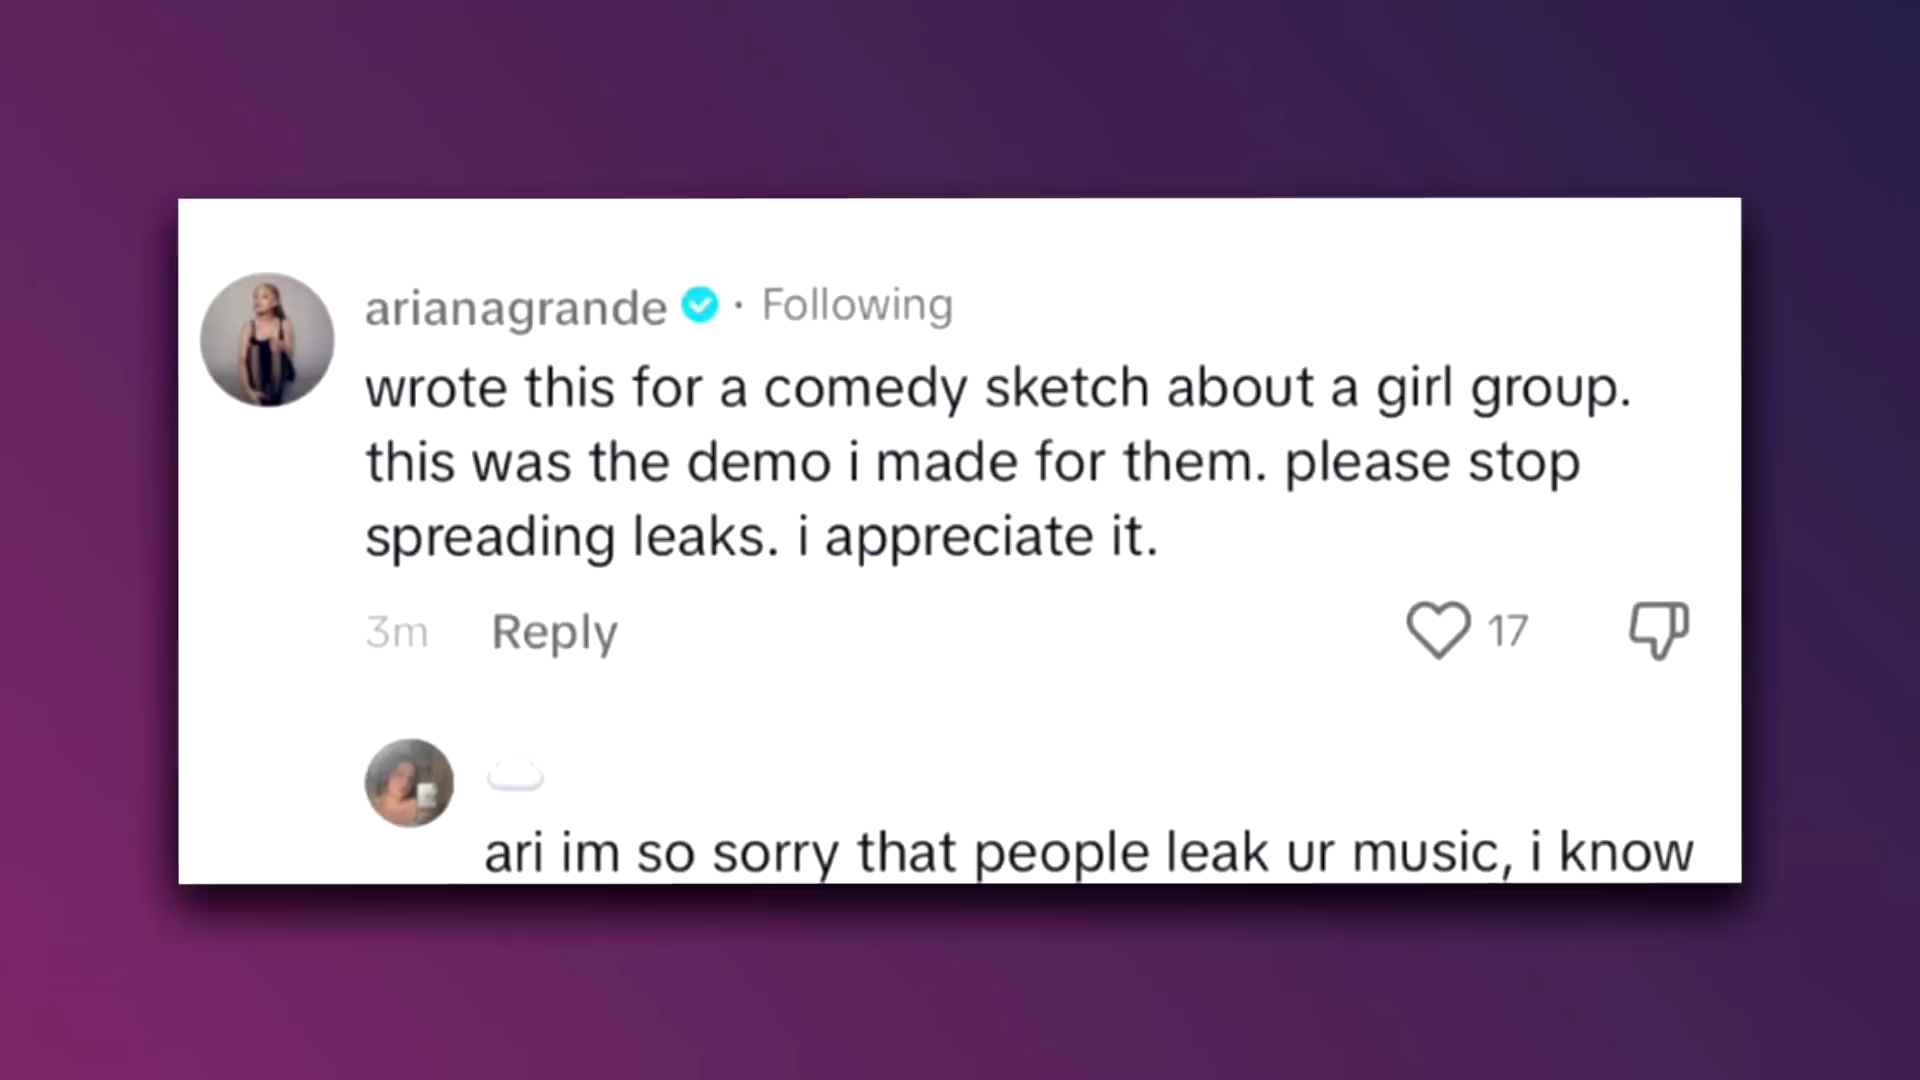 arianagrande · Following
wrote this for a comedy sketch about a girl group.
this was the demo i made for them. please stop
spreading leaks. i appreciate it.
3m Reply 17
ari im so sorry that people leak ur music, i know